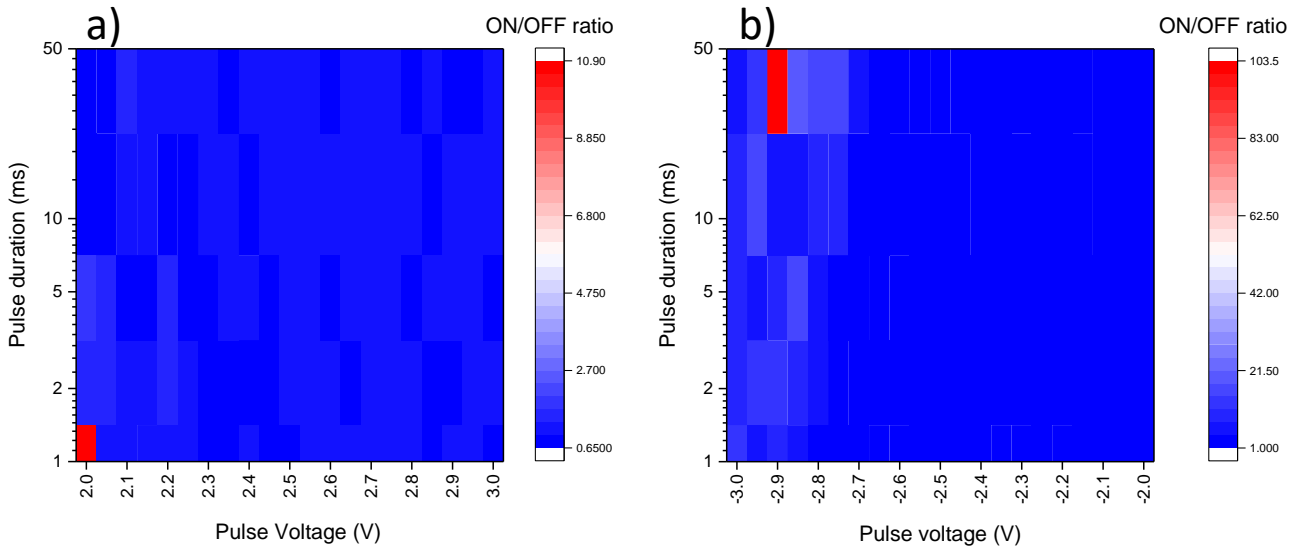 a)
ON/OFF ratio
50
10
5
2
1
Pulse duration (ms)
2.0 2.1 2.2 2.3 2.4 2.5 2.6 2.7 2.8 2.9 3.0
Pulse Voltage (V)
10.90
8.850
6.800
4.750
2.700
0.6500
b)
ON/OFF ratio
50
10
5
2
1
Pulse duration (ms)
-3.0 -2.9 -2.8 -2.7 -2.6 -2.5 -2.4 -2.3 -2.2 -2.1 -2.0
Pulse voltage (V)
103.5
83.00
62.50
42.00
21.50
1.000